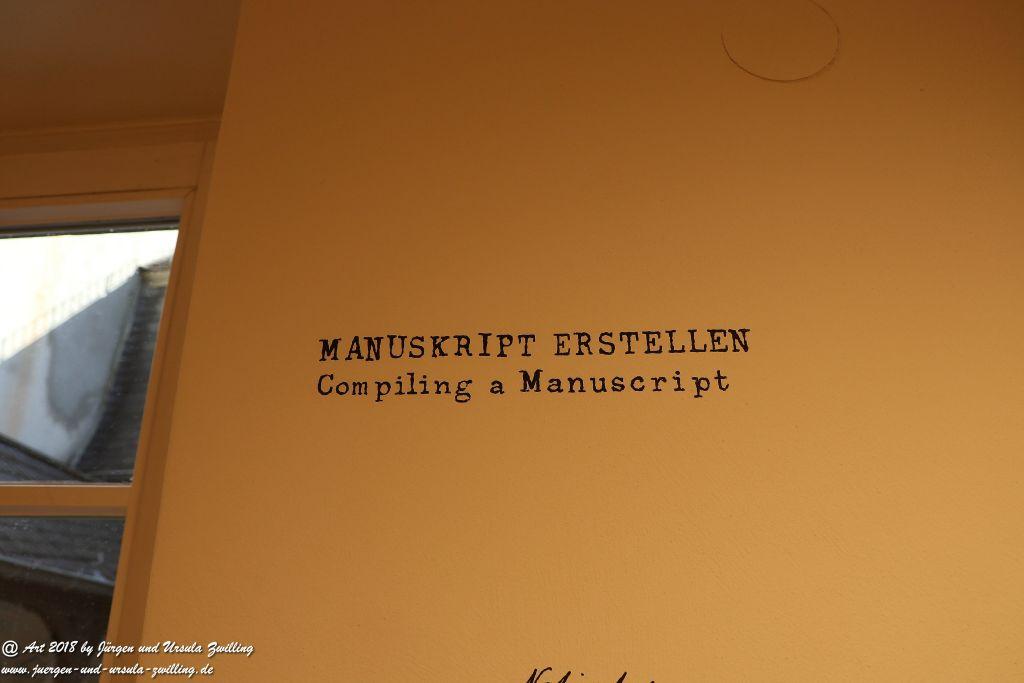 MANUSKRIPT ERSTELLEN
Compiling a Manuscript
@ Art 2018 by Jürgen und Ursula Zwilling
www.juergen-und-ursula-zwilling.de